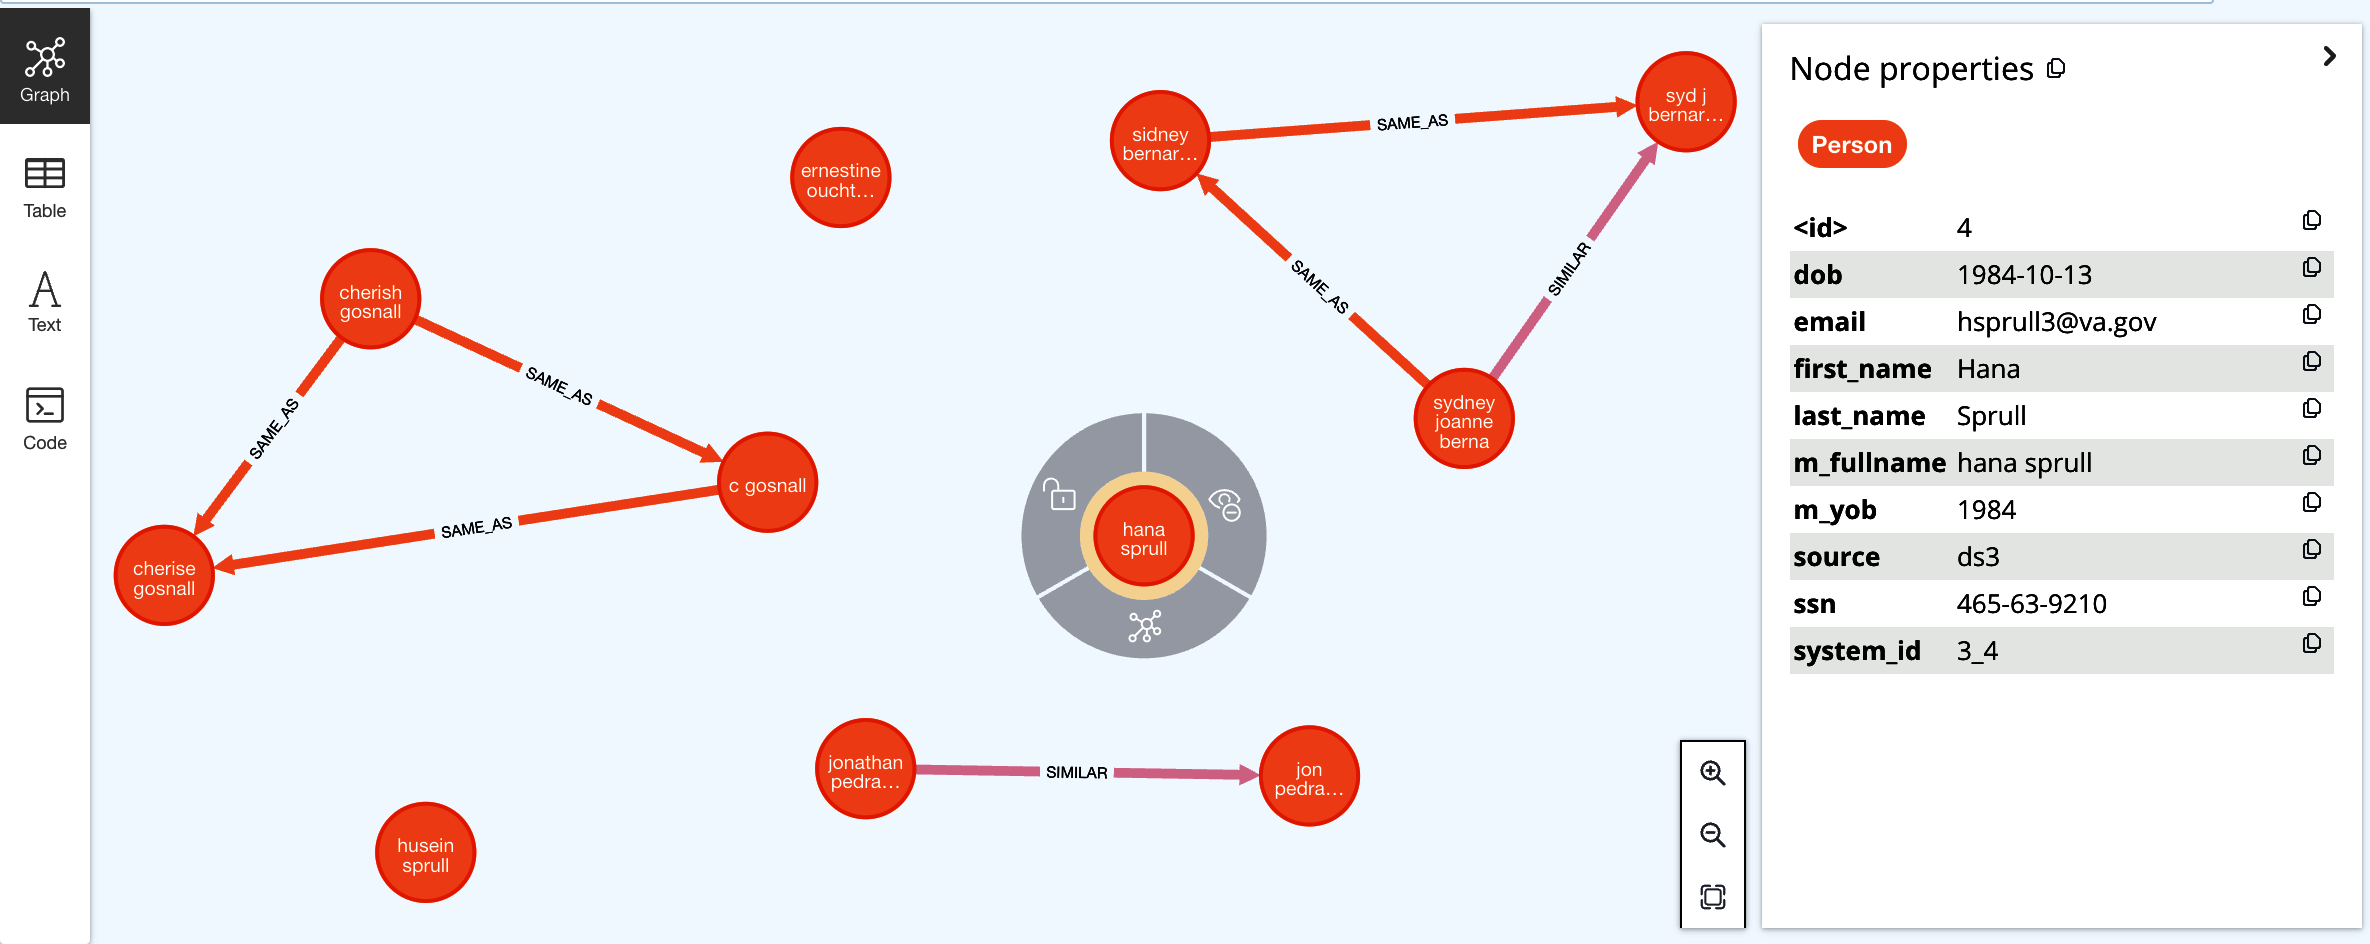 Graph
Table
Text
Code
ernestine
oucht...
sidney
bernar...
syd j
bernar...
SAME_AS
SAME_AS
SIMILAR
sydney
joanne
berna
cherish
gosnall
SAME_AS
SAME_AS
c gosnall
SAME_AS
cherise
gosnall
hana
sprull
jonathan
pedra...
SIMILAR
jon
pedra...
husein
sprull
Node properties
Person
<id> 4
dob 1984-10-13
email hsprull3@va.gov
first_name Hana
last_name Sprull
m_fullname hana sprull
m_yob 1984
source ds3
ssn 465-63-9210
system_id 3_4